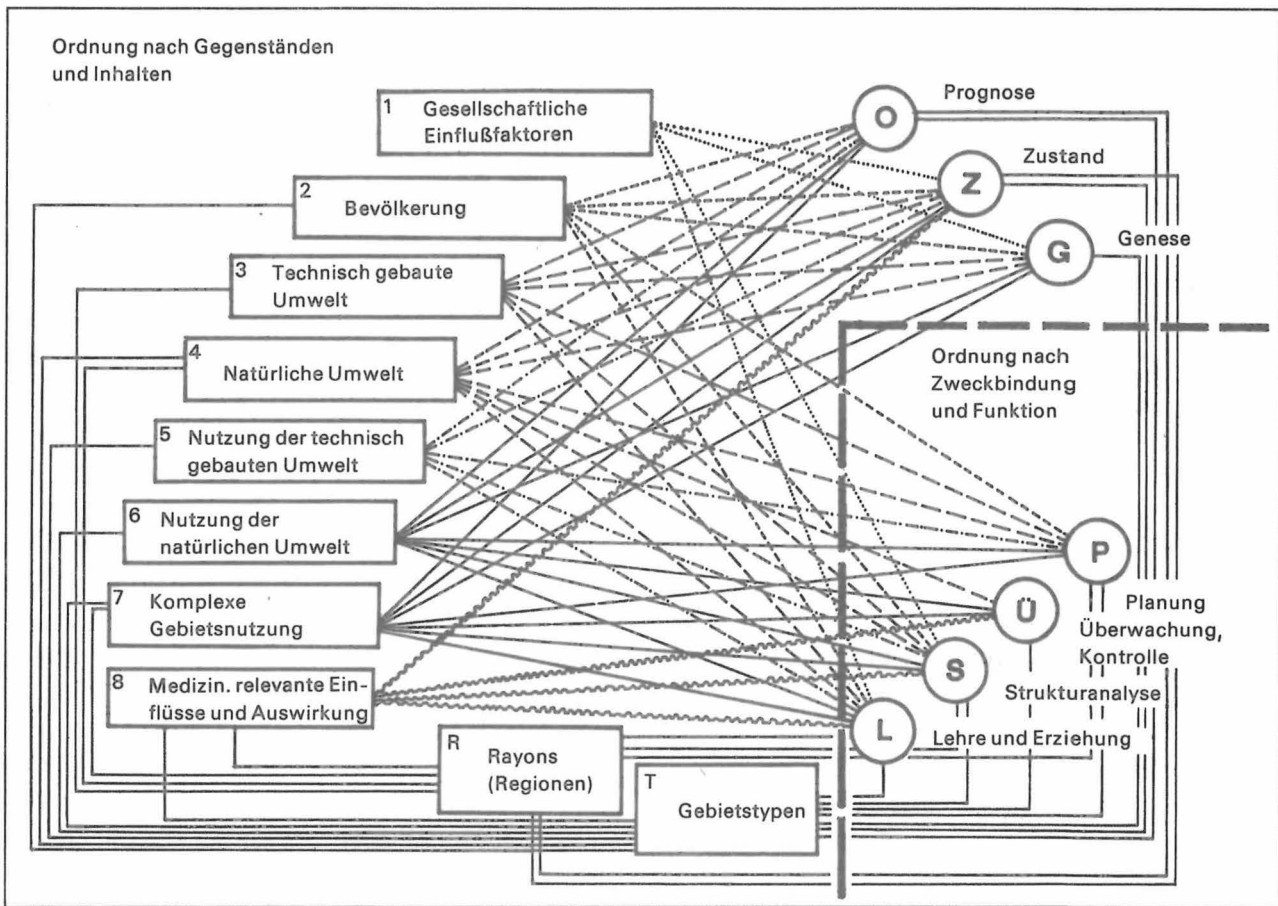 Ordnung nach Gegenständen
und Inhalten
1 Gesellschaftliche
Einflußfaktoren
2 Bevölkerung
3 Technisch gebaute
Umwelt
4 Natürliche Umwelt
5 Nutzung der technisch
gebauten Umwelt
6 Nutzung der
natürlichen Umwelt
7 Komplexe
Gebietsnutzung
8 Medizin. relevante Ein-
flüsse und Auswirkung
R Rayons
(Regionen)
T Gebietstypen
O Prognose
Z Zustand
G Genese
Ordnung nach
Zweckbindung
und Funktion
P
Planung
Ü
Überwachung,
Kontrolle
S
Strukturanalyse
L
Lehre und Erziehung